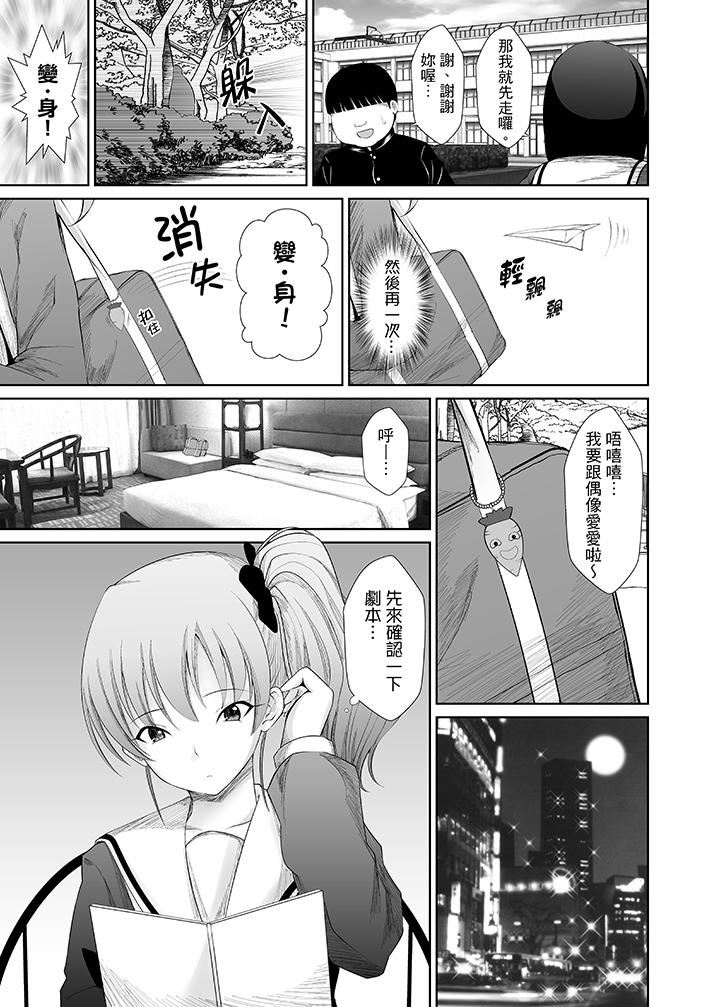 那我就先走囉。
謝、謝謝
妳喔…
躲
變・身！
輕飄飄
然後再一次…
變・身！
消失
扣住
唔嘻嘻…
我要跟偶像愛愛啦～
呼—…
先來確認一下
劇本…